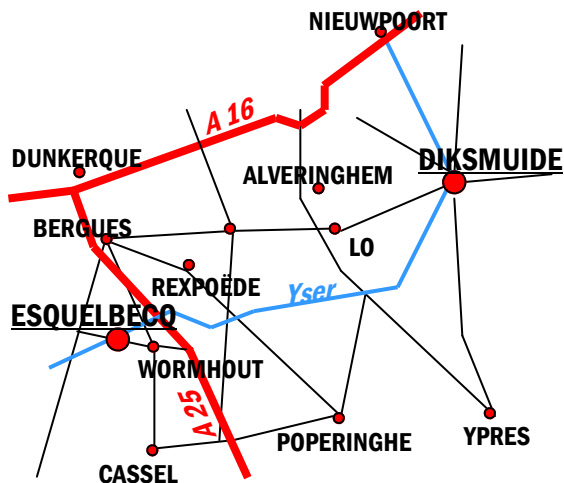 NIEUWPOORT
A 16
DUNKERQUE
ALVERINGHEM
DIKSMUIDE
BERGUES
LO
REXPOËDE
Yser
ESQUELBECQ
WORMHOUT
A 25
POPERINGHE
YPRES
CASSEL